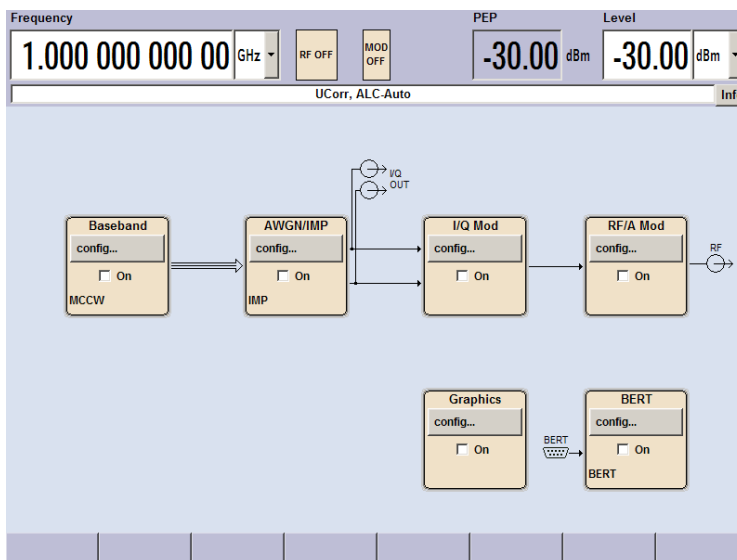 Frequency PEP Level
1.000 000 000 00 GHz RF OFF MOD OFF -30.00 dBm -30.00 dBm
UCorr, ALC-Auto
I/Q
OUT
Baseband AWGN/IMP I/Q Mod RF/A Mod
config... config... config... config... RF
On On On On
MCCW IMP
Graphics BERT
config... config...
BERT
On On
BERT